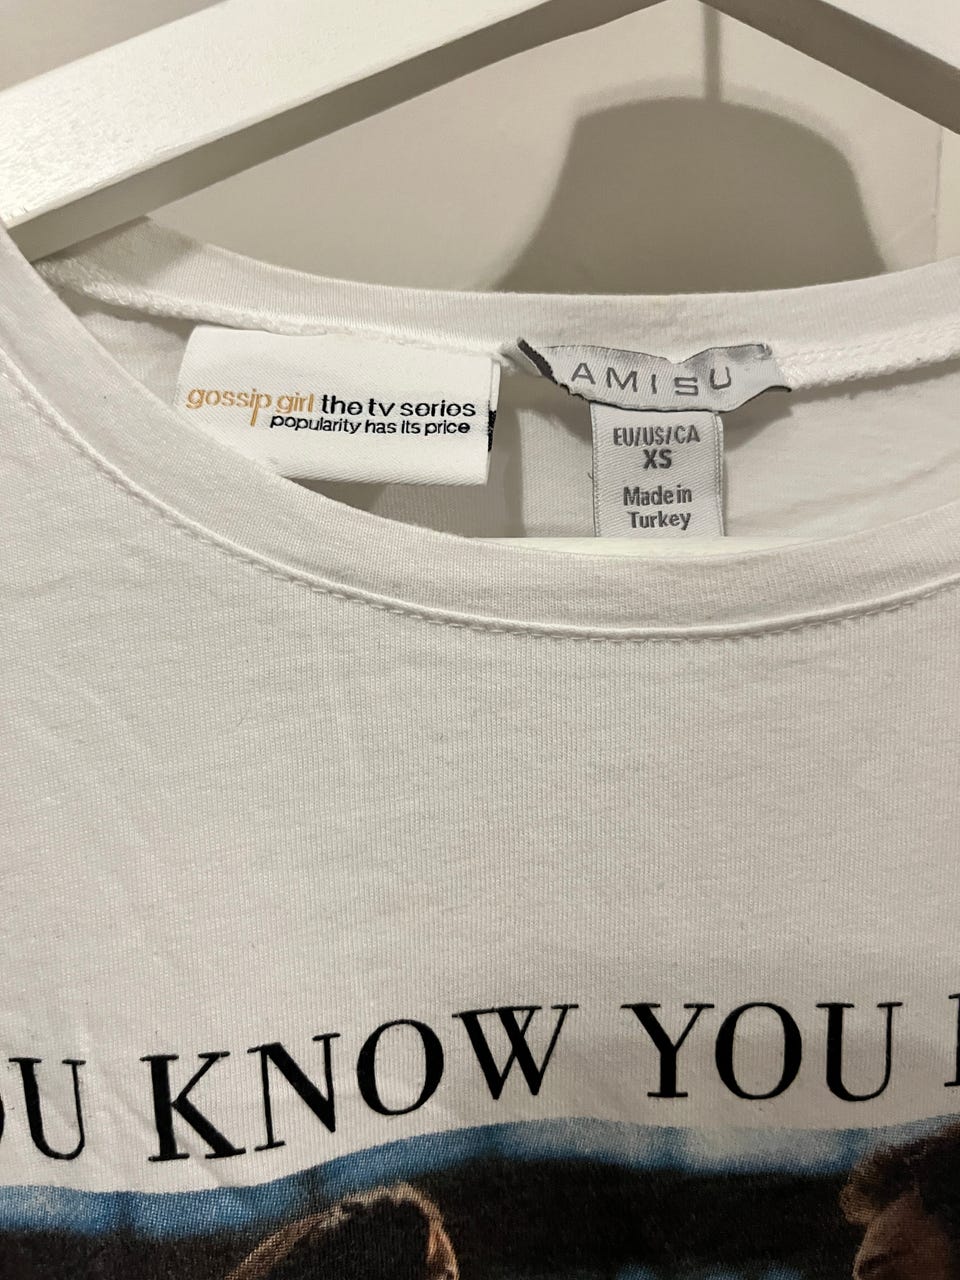 gossip girl the tv series
popularity has its price
AMISU
EU/US/CA
XS
Made in
Turkey
OU KNOW YOU